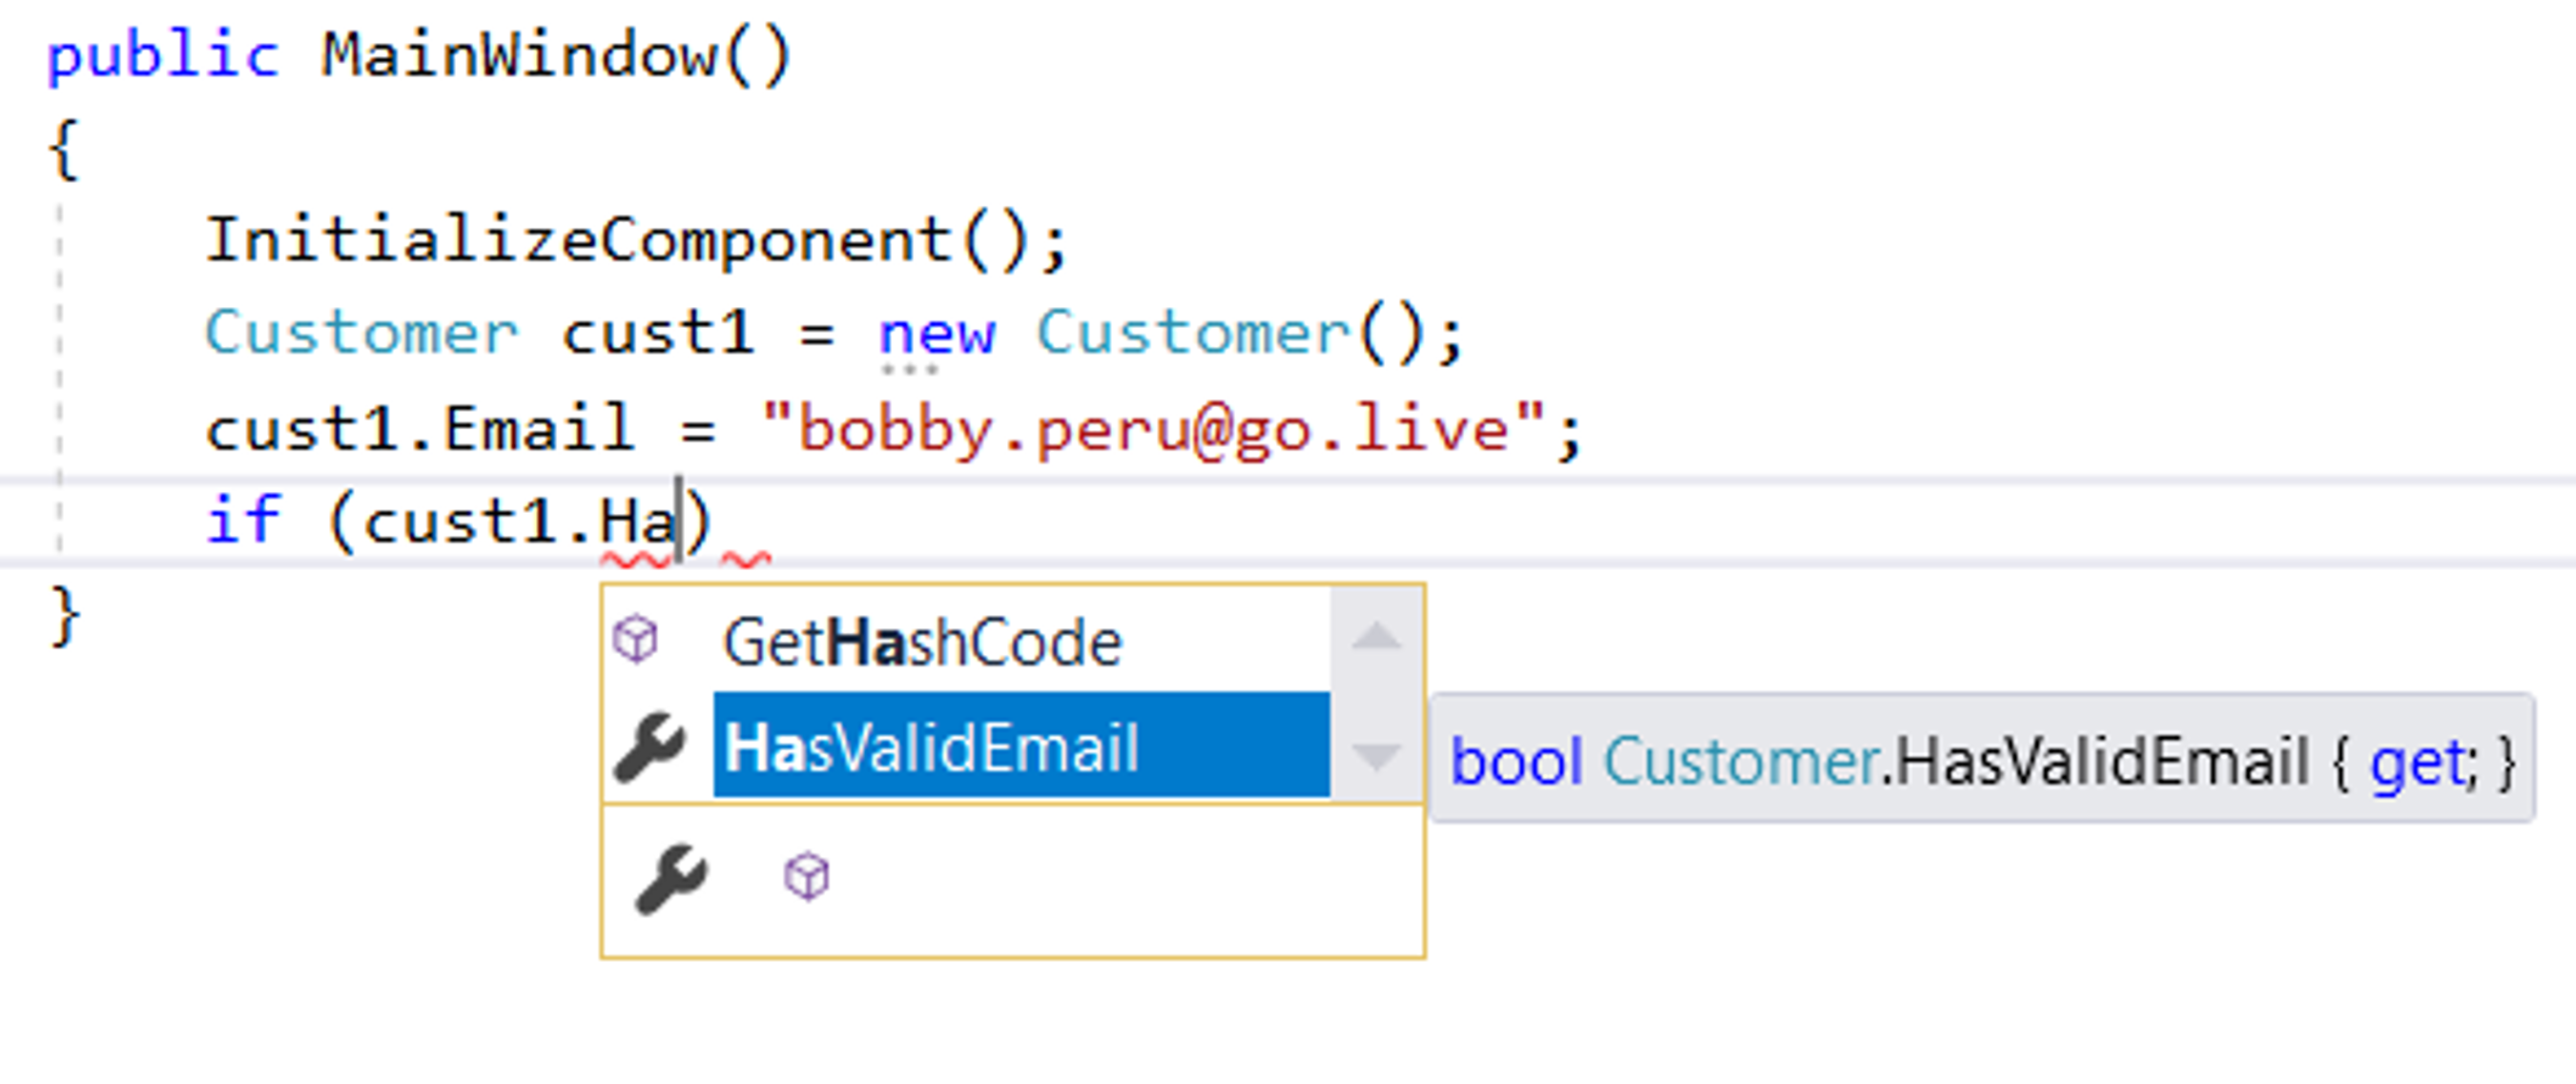 public MainWindow()
{
InitializeComponent();
Customer cust1 = new Customer();
cust1.Email = "bobby.peru@go.live";
if (cust1.Ha)
}
GetHashCode
HasValidEmail
bool Customer.HasValidEmail { get; }